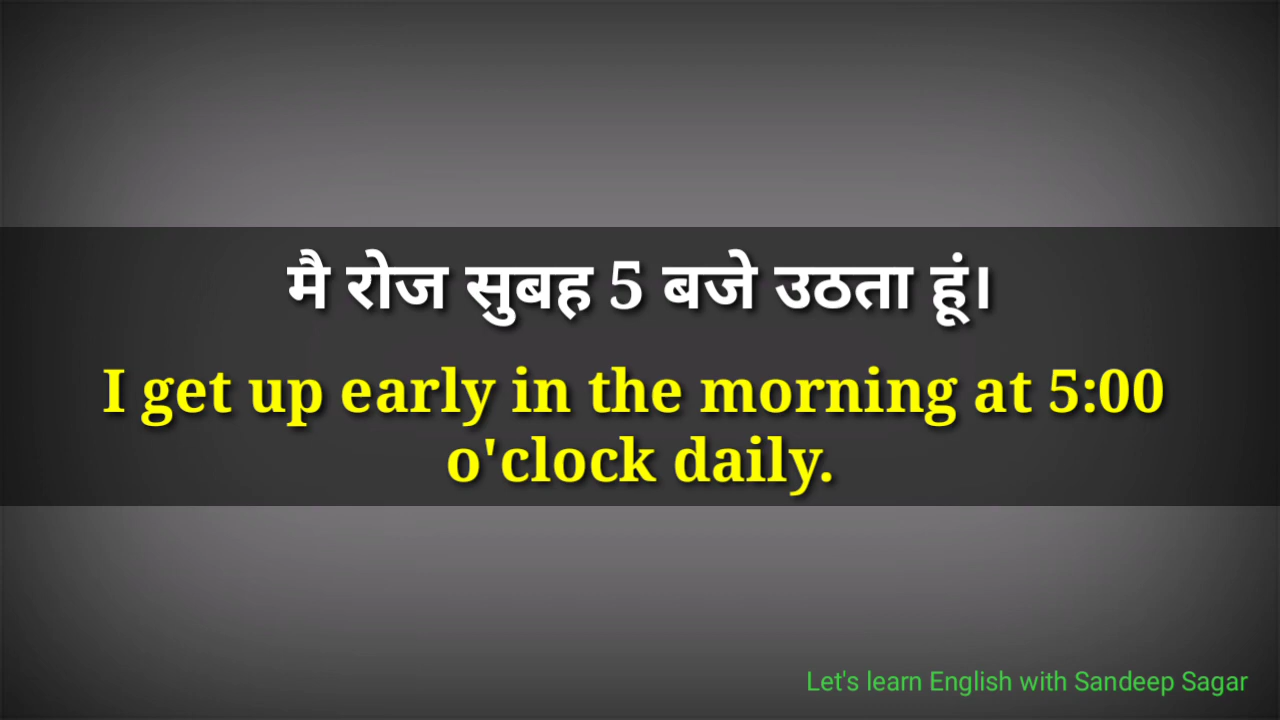 मै रोज सुबह 5 बजे उठता हूं।
I get up early in the morning at 5:00
o'clock daily.
Let's learn English with Sandeep Sagar